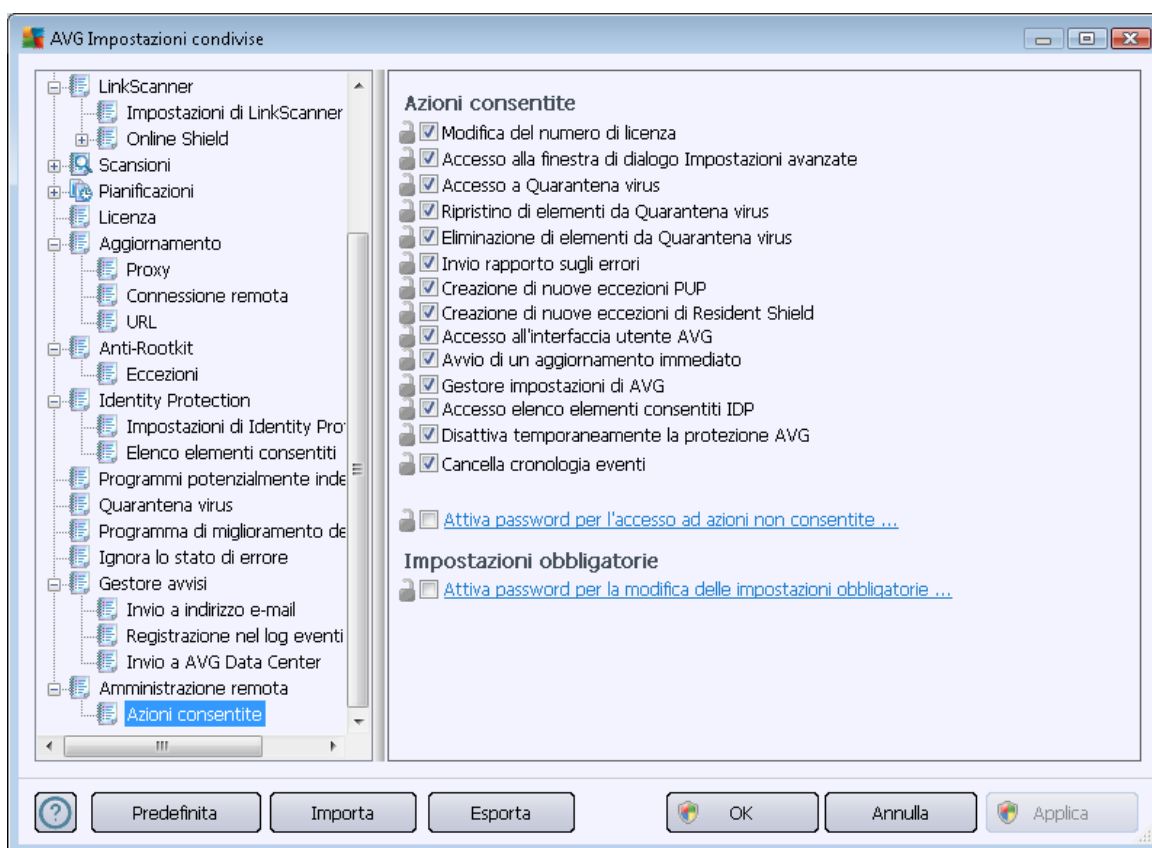 AVG Impostazioni condivise
LinkScanner
Impostazioni di LinkScanner
Online Shield
Scansioni
Pianificazioni
Licenza
Aggiornamento
Proxy
Connessione remota
URL
Anti-Rootkit
Eccezioni
Identity Protection
Impostazioni di Identity Pro
Elenco elementi consentiti
Programmi potenzialmente inde
Quarantena virus
Programma di miglioramento de
Ignora lo stato di errore
Gestore avvisi
Invio a indirizzo e-mail
Registrazione nel log eventi
Invio a AVG Data Center
Amministrazione remota
Azioni consentite
Azioni consentite
Modifica del numero di licenza
Accesso alla finestra di dialogo Impostazioni avanzate
Accesso a Quarantena virus
Ripristino di elementi da Quarantena virus
Eliminazione di elementi da Quarantena virus
Invio rapporto sugli errori
Creazione di nuove eccezioni PUP
Creazione di nuove eccezioni di Resident Shield
Accesso all'interfaccia utente AVG
Avvio di un aggiornamento immediato
Gestore impostazioni di AVG
Accesso elenco elementi consentiti IDP
Disattiva temporaneamente la protezione AVG
Cancella cronologia eventi
Attiva password per l'accesso ad azioni non consentite ...
Impostazioni obbligatorie
Attiva password per la modifica delle impostazioni obbligatorie ...
Predefinita
Importa
Esporta
OK
Annulla
Applica